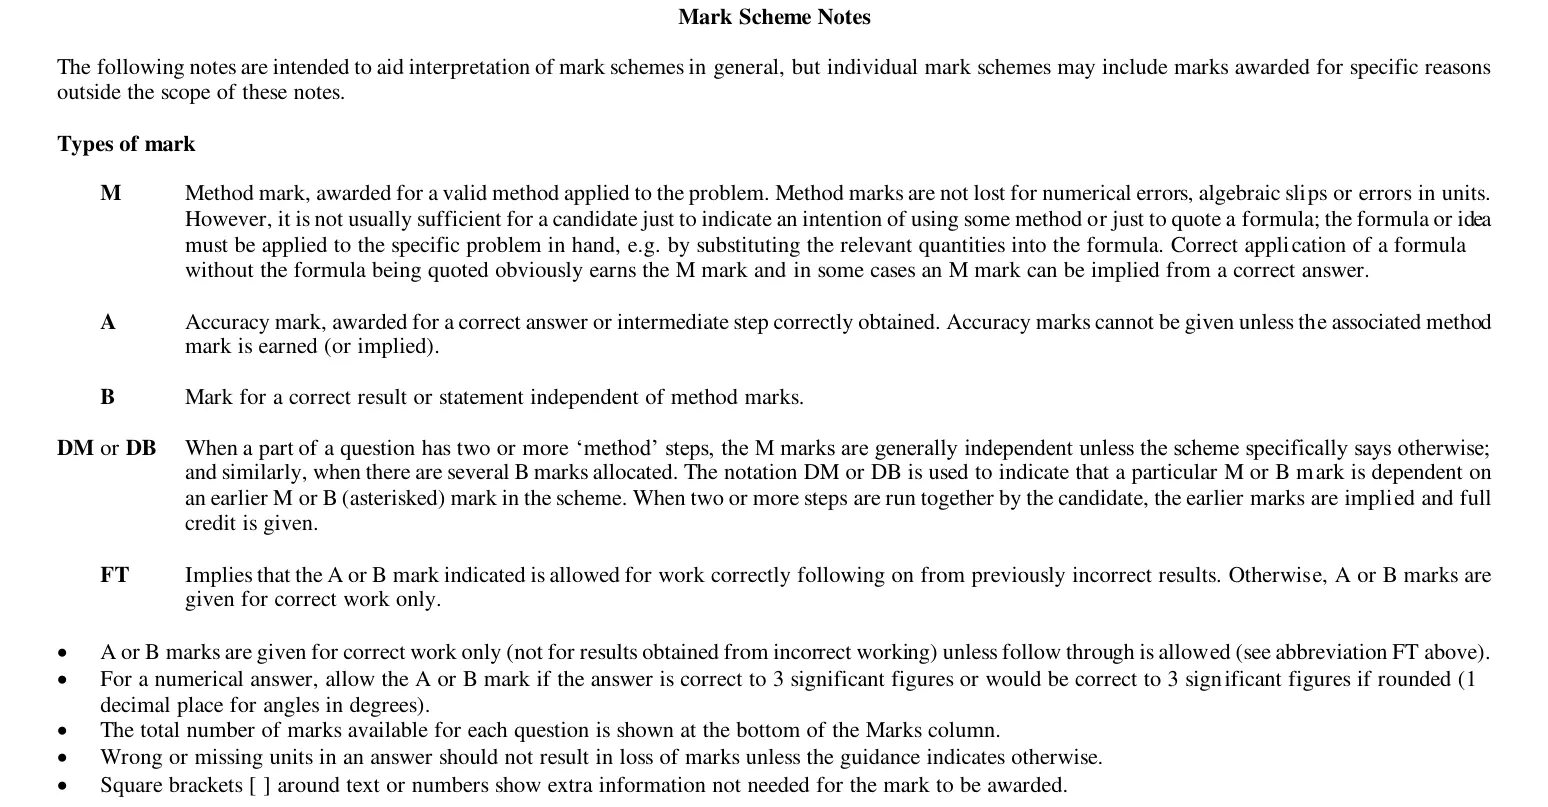 Mark Scheme Notes
The following notes are intended to aid interpretation of mark schemes in general, but individual mark schemes may include marks awarded for specific reasons
outside the scope of these notes.
Types of mark
M Method mark, awarded for a valid method applied to the problem. Method marks are not lost for numerical errors, algebraic slips or errors in units.
However, it is not usually sufficient for a candidate just to indicate an intention of using some method or just to quote a formula; the formula or idea
must be applied to the specific problem in hand, e.g. by substituting the relevant quantities into the formula. Correct application of a formula
without the formula being quoted obviously earns the M mark and in some cases an M mark can be implied from a correct answer.
A Accuracy mark, awarded for a correct answer or intermediate step correctly obtained. Accuracy marks cannot be given unless the associated method
mark is earned (or implied).
B Mark for a correct result or statement independent of method marks.
DM or DB When a part of a question has two or more ‘method’ steps, the M marks are generally independent unless the scheme specifically says otherwise;
and similarly, when there are several B marks allocated. The notation DM or DB is used to indicate that a particular M or B mark is dependent on
an earlier M or B (asterisked) mark in the scheme. When two or more steps are run together by the candidate, the earlier marks are implied and full
credit is given.
FT Implies that the A or B mark indicated is allowed for work correctly following on from previously incorrect results. Otherwise, A or B marks are
given for correct work only.
• A or B marks are given for correct work only (not for results obtained from incorrect working) unless follow through is allowed (see abbreviation FT above).
• For a numerical answer, allow the A or B mark if the answer is correct to 3 significant figures or would be correct to 3 significant figures if rounded (1
decimal place for angles in degrees).
• The total number of marks available for each question is shown at the bottom of the Marks column.
• Wrong or missing units in an answer should not result in loss of marks unless the guidance indicates otherwise.
• Square brackets [ ] around text or numbers show extra information not needed for the mark to be awarded.